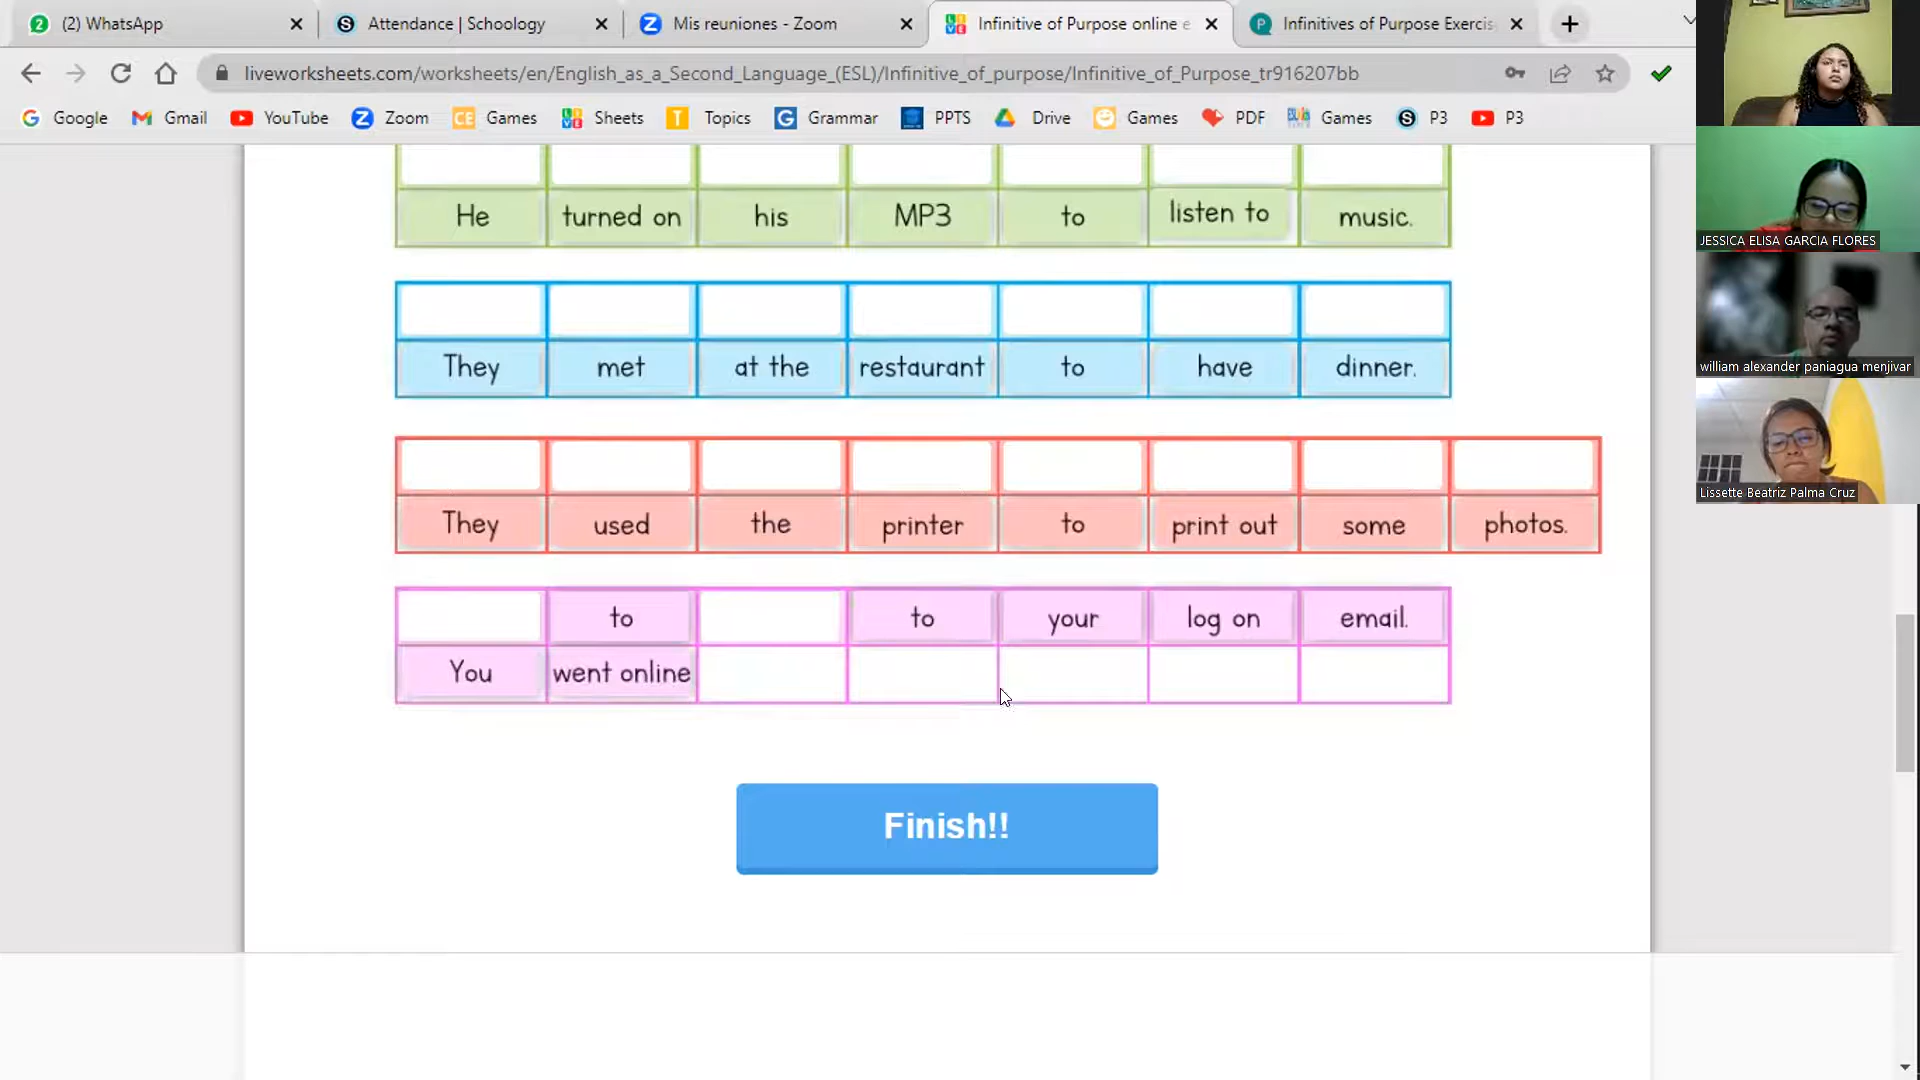 (2) WhatsApp
Attendance | Schoology
Mis reuniones - Zoom
Infinitive of Purpose online e
Infinitives of Purpose Exercis
liveworksheets.com/worksheets/en/English_as_a_Second_Language_(ESL)/Infinitive_of_purpose/Infinitive_of_Purpose_tr916207bb
Google Gmail YouTube Zoom CE Games Sheets T Topics G Grammar PPTS Drive Games PDF Games S P3 P3
He turned on his MP3 to listen to music.
They met at the restaurant to have dinner.
They used the printer to print out some photos.
to to your log on email.
You went online
Finish!!
JESSICA ELISA GARCIA FLORES
william alexander paniagua menjivar
Lissette Beatriz Palma Cruz